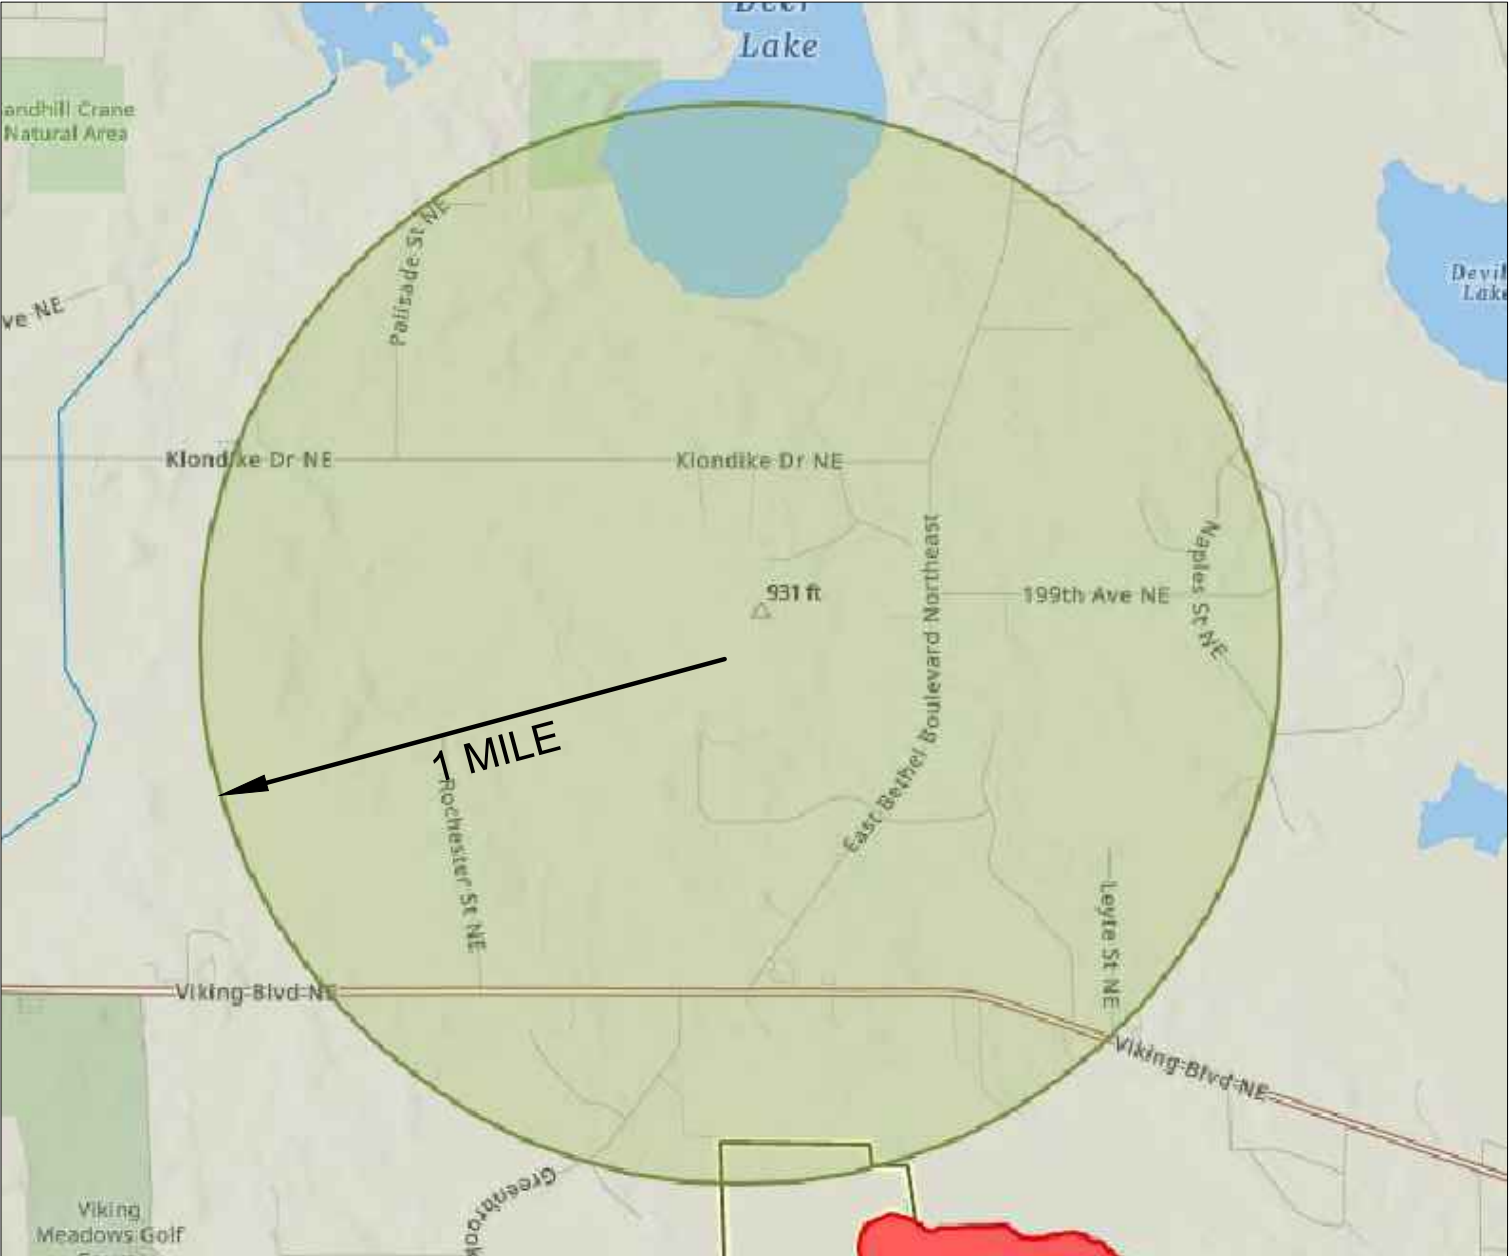 Deer
Lake
andhill Crane
Natural Area
Palisade St NE
Devil
Lake
ve NE
Klondike Dr NE
Klondike Dr NE
Naples St NE
931 ft
199th Ave NE
East Bethel Boulevard Northeast
1 MILE
Rochester St NE
Leyte St NE
Viking Blvd NE
Viking Blvd NE
Greenbrook
Viking
Meadows Golf